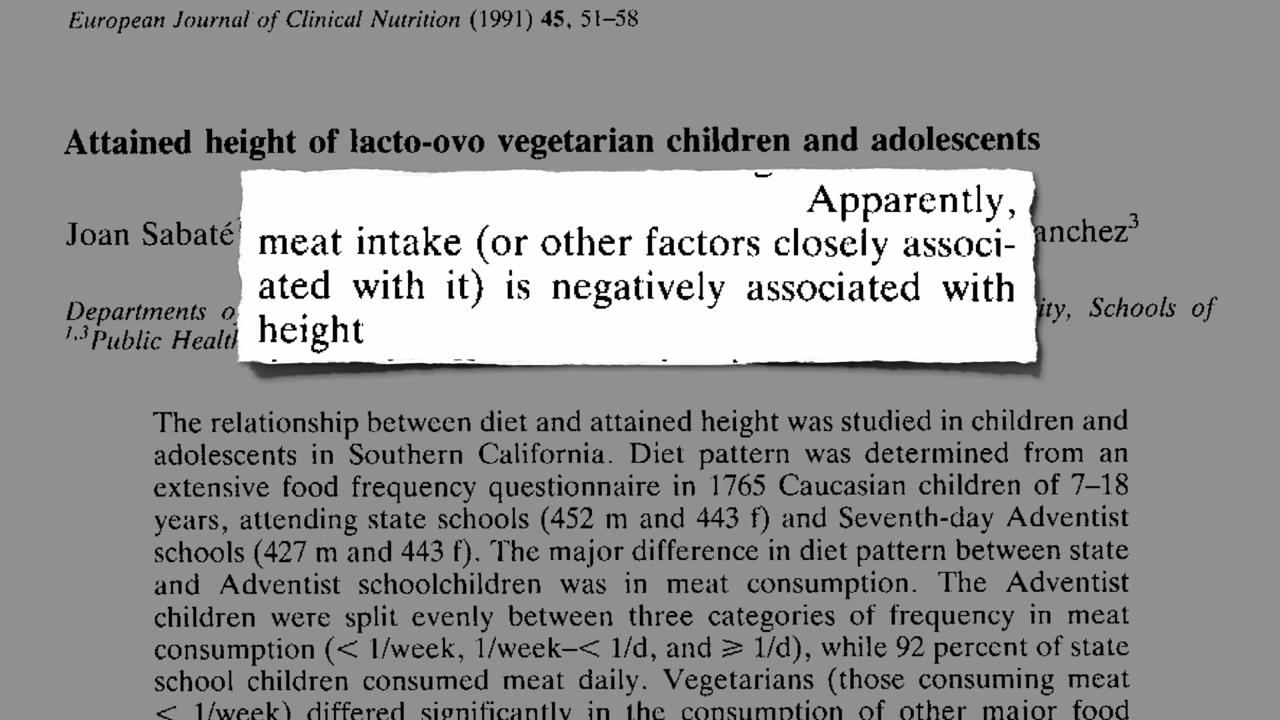 European Journal of Clinical Nutrition (1991) 45, 51–58
Attained height of lacto-ovo vegetarian children and adolescents
Apparently,
meat intake (or other factors closely associ-
ated with it) is negatively associated with
height
Joan Sabaté
anchez3
Departments o
ity, Schools of
1,3Public Health
The relationship between diet and attained height was studied in children and
adolescents in Southern California. Diet pattern was determined from an
extensive food frequency questionnaire in 1765 Caucasian children of 7–18
years, attending state schools (452 m and 443 f) and Seventh-day Adventist
schools (427 m and 443 f). The major difference in diet pattern between state
and Adventist schoolchildren was in meat consumption. The Adventist
children were split evenly between three categories of frequency in meat
consumption (< 1/week, 1/week–< 1/d, and ⩾ 1/d), while 92 percent of state
school children consumed meat daily. Vegetarians (those consuming meat
< 1/week) differed significantly in the consumption of other major food